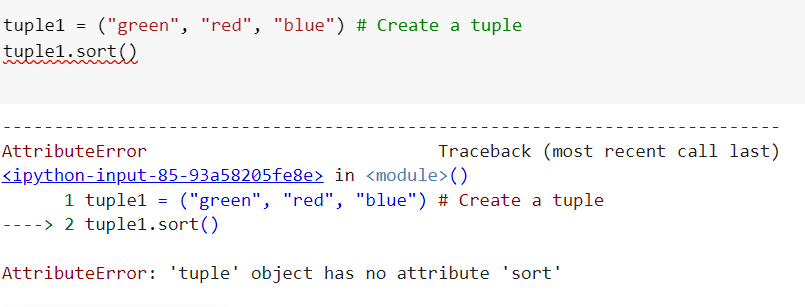 tuple1 = ("green", "red", "blue") # Create a tuple
tuple1.sort()
---------------------------------------------------------------------------
AttributeError                            Traceback (most recent call last)
<ipython-input-85-93a58205fe8e> in <module>()
      1 tuple1 = ("green", "red", "blue") # Create a tuple
----> 2 tuple1.sort()
AttributeError: 'tuple' object has no attribute 'sort'